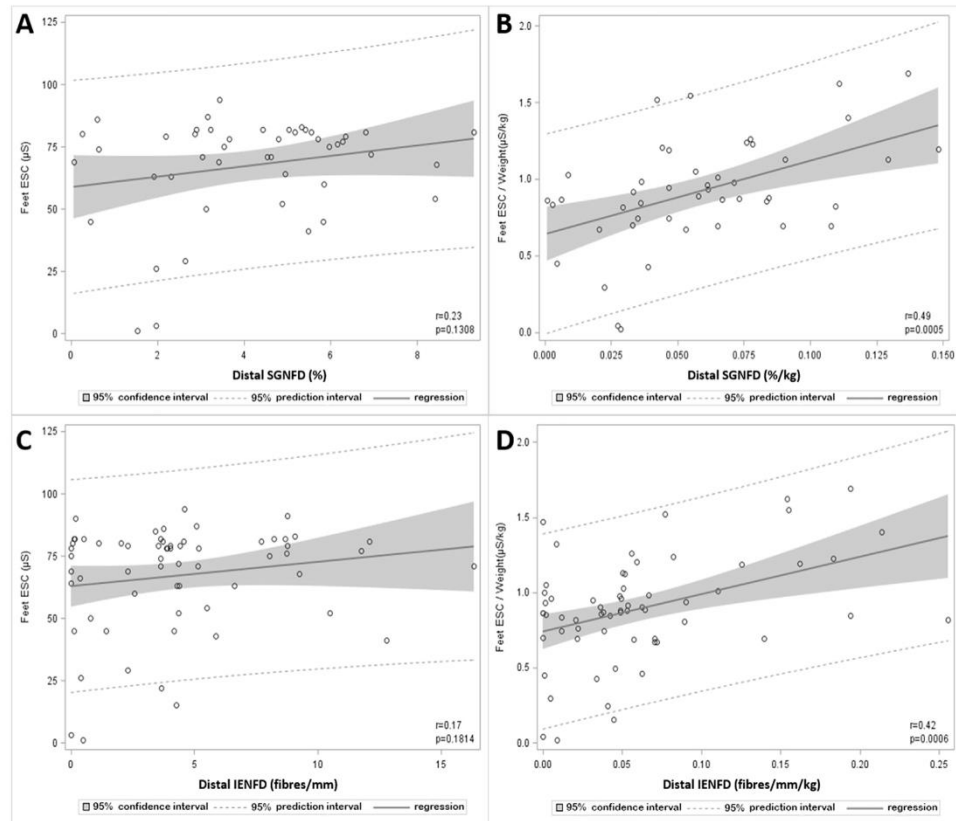 A
125
100
75
50
25
0
Feet ESC (µS)
0 2 4 6 8
r=0.23
p=0.1308
Distal SGNFD (%)
95% confidence interval 95% prediction interval regression
B
2.0
1.5
1.0
0.5
0.0
Feet ESC / Weight(µS/kg)
0.000 0.025 0.050 0.075 0.100 0.125 0.150
r=0.49
p=0.0005
Distal SGNFD (%/kg)
95% confidence interval 95% prediction interval regression
C
125
100
75
50
25
0
Feet ESC (µS)
0 5 10 15
r=0.17
p=0.1814
Distal IENFD (fibres/mm)
95% confidence interval 95% prediction interval regression
D
2.0
1.5
1.0
0.5
0.0
Feet ESC / Weight(µS/kg)
0.00 0.05 0.10 0.15 0.20 0.25
r=0.42
p=0.0006
Distal IENFD (fibres/mm/kg)
95% confidence interval 95% prediction interval regression